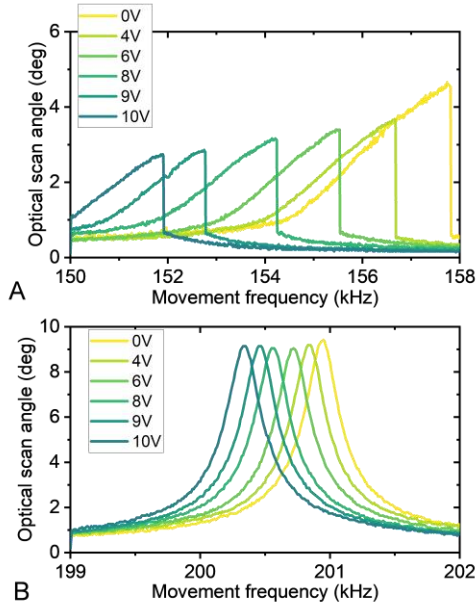 6
4
2
0
Optical scan angle (deg)
0V
4V
6V
8V
9V
10V
150 152 154 156 158
Movement frequency (kHz)
A
10
8
6
4
2
0
Optical scan angle (deg)
0V
4V
6V
8V
9V
10V
199 200 201 202
Movement frequency (kHz)
B